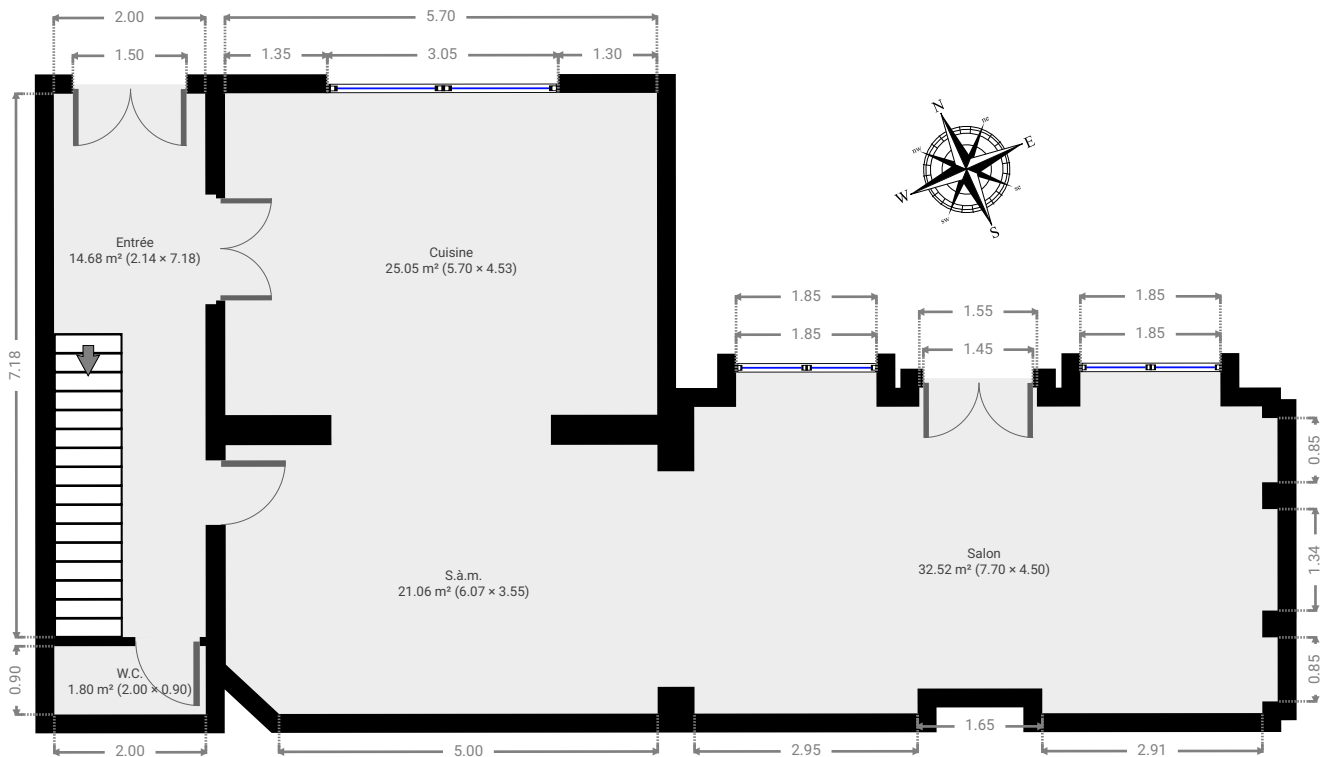 2.00
5.70
1.50
1.35
3.05
1.30
N
ne
E
nw
W
se
sw
S
Entrée
14.68 m² (2.14 × 7.18)
Cuisine
25.05 m² (5.70 × 4.53)
1.85
1.55
1.85
1.85
1.45
1.85
7.18
0.85
1.34
0.85
Salon
32.52 m² (7.70 × 4.50)
S.à.m.
21.06 m² (6.07 × 3.55)
0.90
W.C.
1.80 m² (2.00 × 0.90)
1.65
2.00
5.00
2.95
2.91